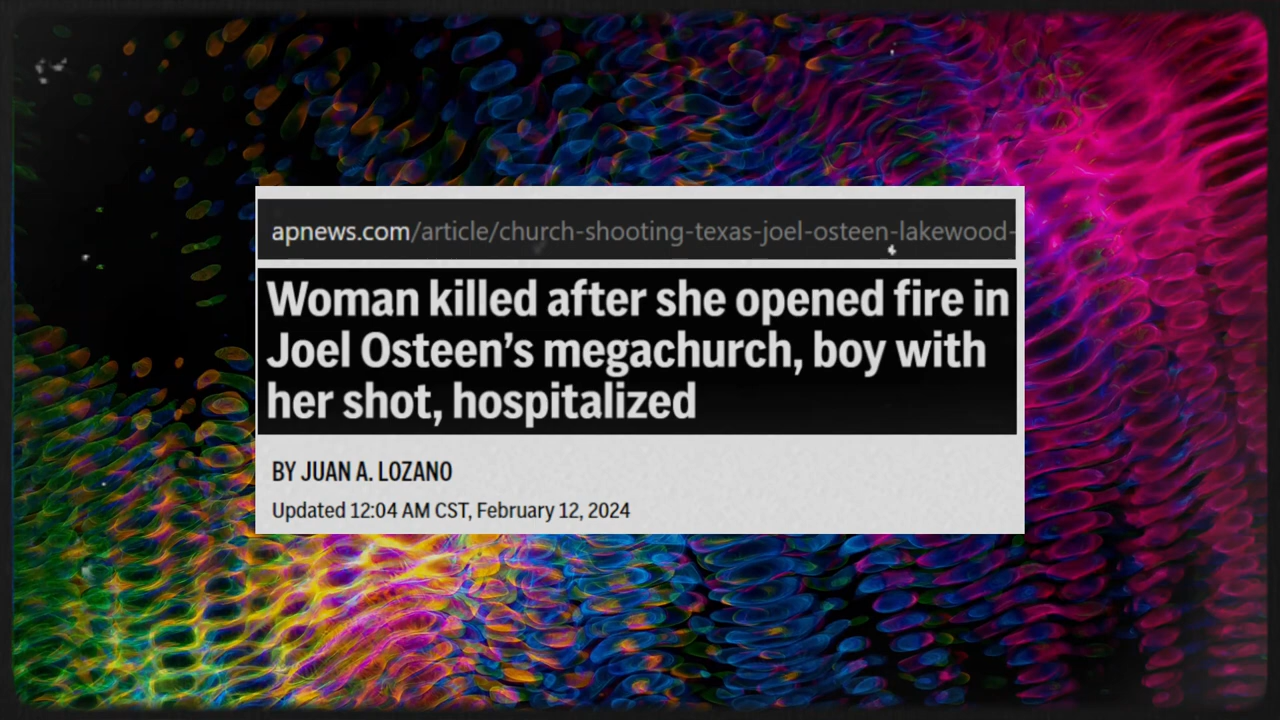 apnews.com/article/church-shooting-texas-joel-osteen-lakewood-
Woman killed after she opened fire in
Joel Osteen’s megachurch, boy with
her shot, hospitalized
BY JUAN A. LOZANO
Updated 12:04 AM CST, February 12, 2024